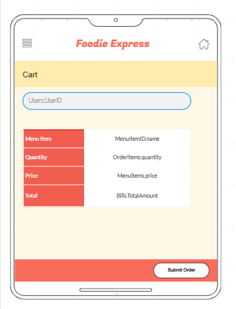 Foodie Express
Cart
Users.UserID
Menu Item MenuItemID.name
Quantity OrderItems.quantity
Price MenuItems.price
Total Bills.TotalAmount
Submit Order